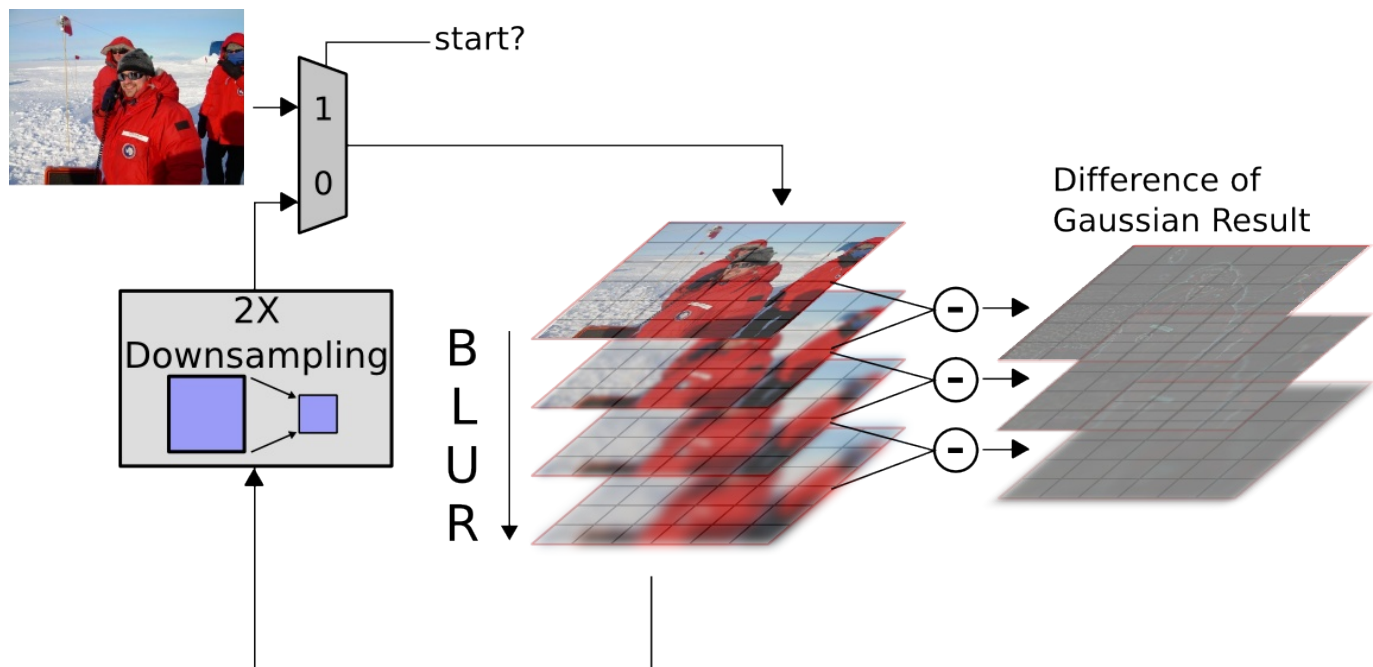 start?
1
0
Difference of
Gaussian Result
2X
Downsampling
B
L
U
R
-
-
-